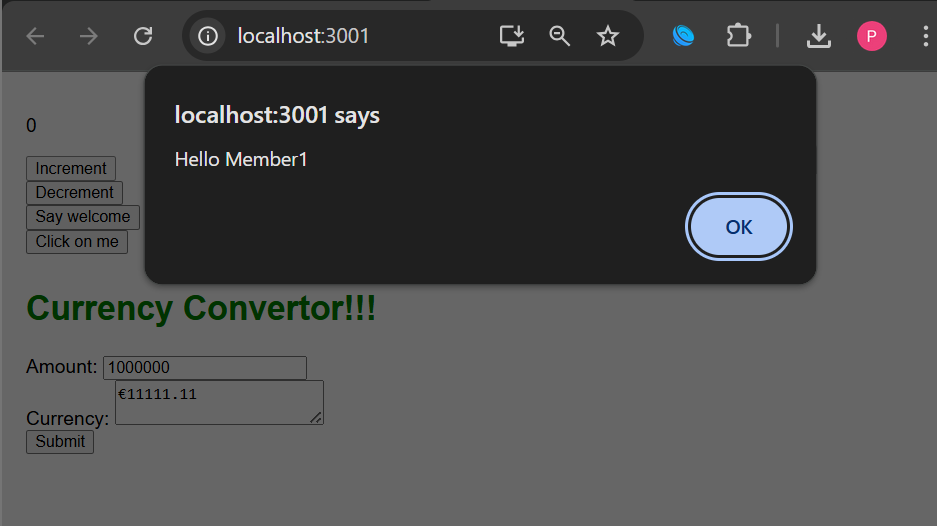 localhost:3001
P
localhost:3001 says
Hello Member1
OK
0
Increment
Decrement
Say welcome
Click on me
Currency Convertor!!!
Amount: 1000000
Currency: €11111.11
Submit